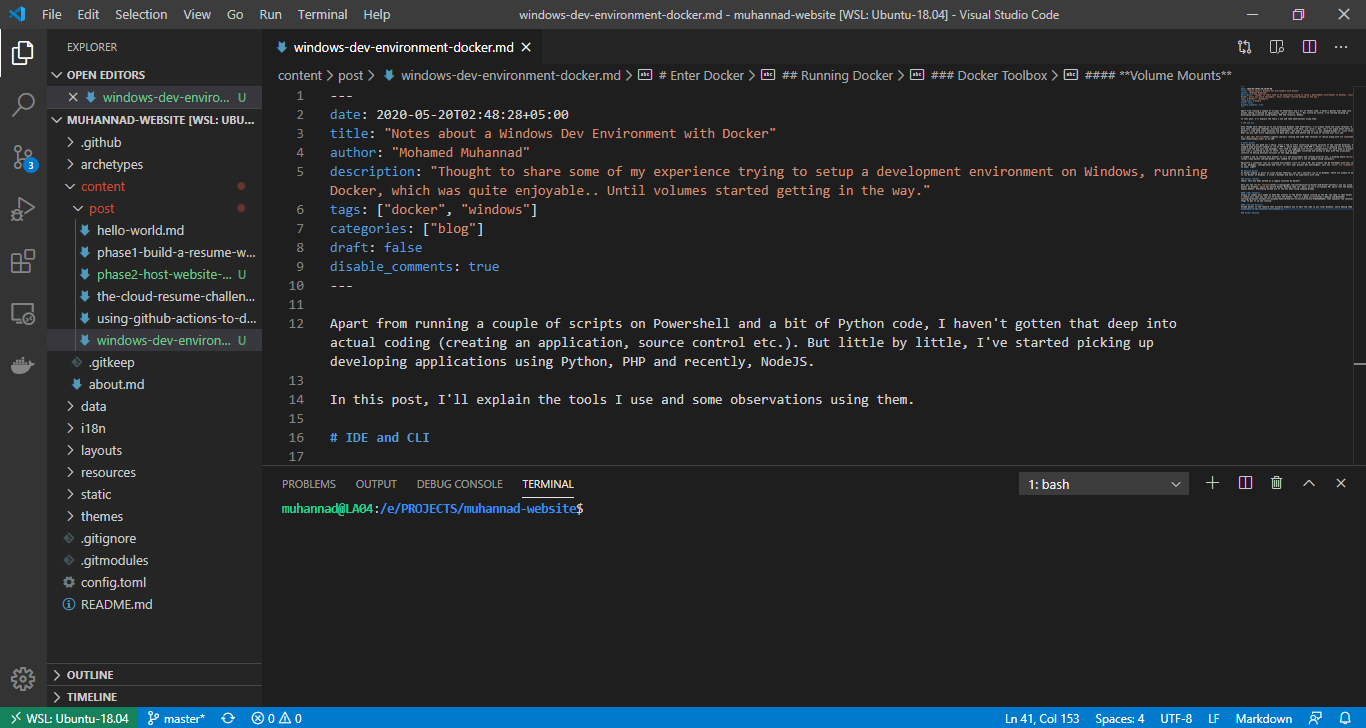 File Edit Selection View Go Run Terminal Help windows-dev-environment-docker.md - muhannad-website [WSL: Ubuntu-18.04] - Visual Studio Code
EXPLORER
OPEN EDITORS
windows-dev-enviro... U
MUHANNAD-WEBSITE [WSL: UBU...
.github
archetypes
content
post
hello-world.md
phase1-build-a-resume-w...
phase2-host-website-... U
the-cloud-resume-challen...
using-github-actions-to-d...
windows-dev-environ... U
.gitkeep
about.md
data
i18n
layouts
resources
static
themes
.gitignore
.gitmodules
config.toml
README.md
OUTLINE
TIMELINE
3
windows-dev-environment-docker.md
content > post > windows-dev-environment-docker.md > # Enter Docker > ## Running Docker > ### Docker Toolbox > #### **Volume Mounts**
1 ---
2 date: 2020-05-20T02:48:28+05:00
3 title: "Notes about a Windows Dev Environment with Docker"
4 author: "Mohamed Muhannad"
5 description: "Thought to share some of my experience trying to setup a development environment on Windows, running
Docker, which was quite enjoyable.. Until volumes started getting in the way."
6 tags: ["docker", "windows"]
7 categories: ["blog"]
8 draft: false
9 disable_comments: true
10 ---
11
12 Apart from running a couple of scripts on Powershell and a bit of Python code, I haven't gotten that deep into
actual coding (creating an application, source control etc.). But little by little, I've started picking up
developing applications using Python, PHP and recently, NodeJS.
13
14 In this post, I'll explain the tools I use and some observations using them.
15
16 # IDE and CLI
17
PROBLEMS OUTPUT DEBUG CONSOLE TERMINAL 1: bash
muhannad@LA04:/e/PROJECTS/muhannad-website$
WSL: Ubuntu-18.04 master* 0 0 Ln 41, Col 153 Spaces: 4 UTF-8 LF Markdown